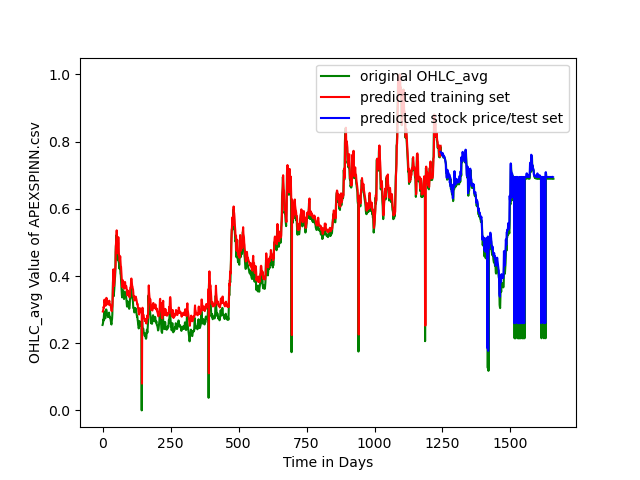 original OHLC_avg
predicted training set
predicted stock price/test set
1.0
0.8
0.6
0.4
0.2
0.0
OHLC_avg Value of APEXSPINN.csv
0 250 500 750 1000 1250 1500
Time in Days